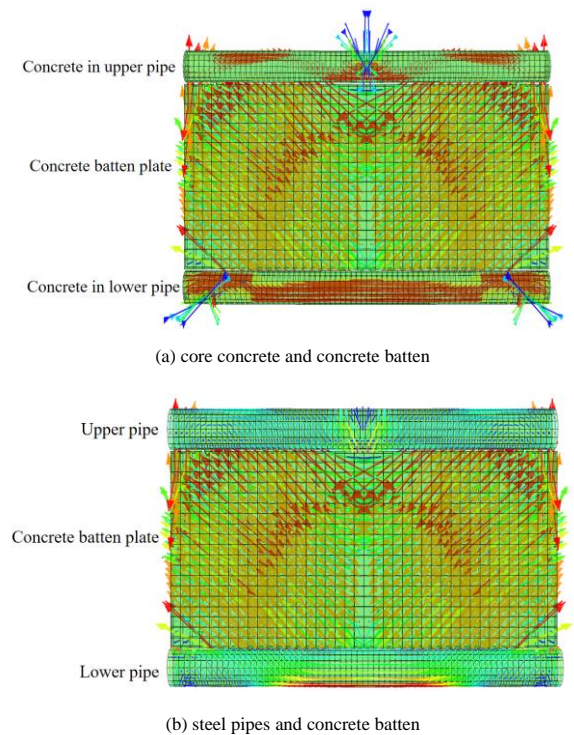 Concrete in upper pipe
Concrete batten plate
Concrete in lower pipe
(a) core concrete and concrete batten
Upper pipe
Concrete batten plate
Lower pipe
(b) steel pipes and concrete batten